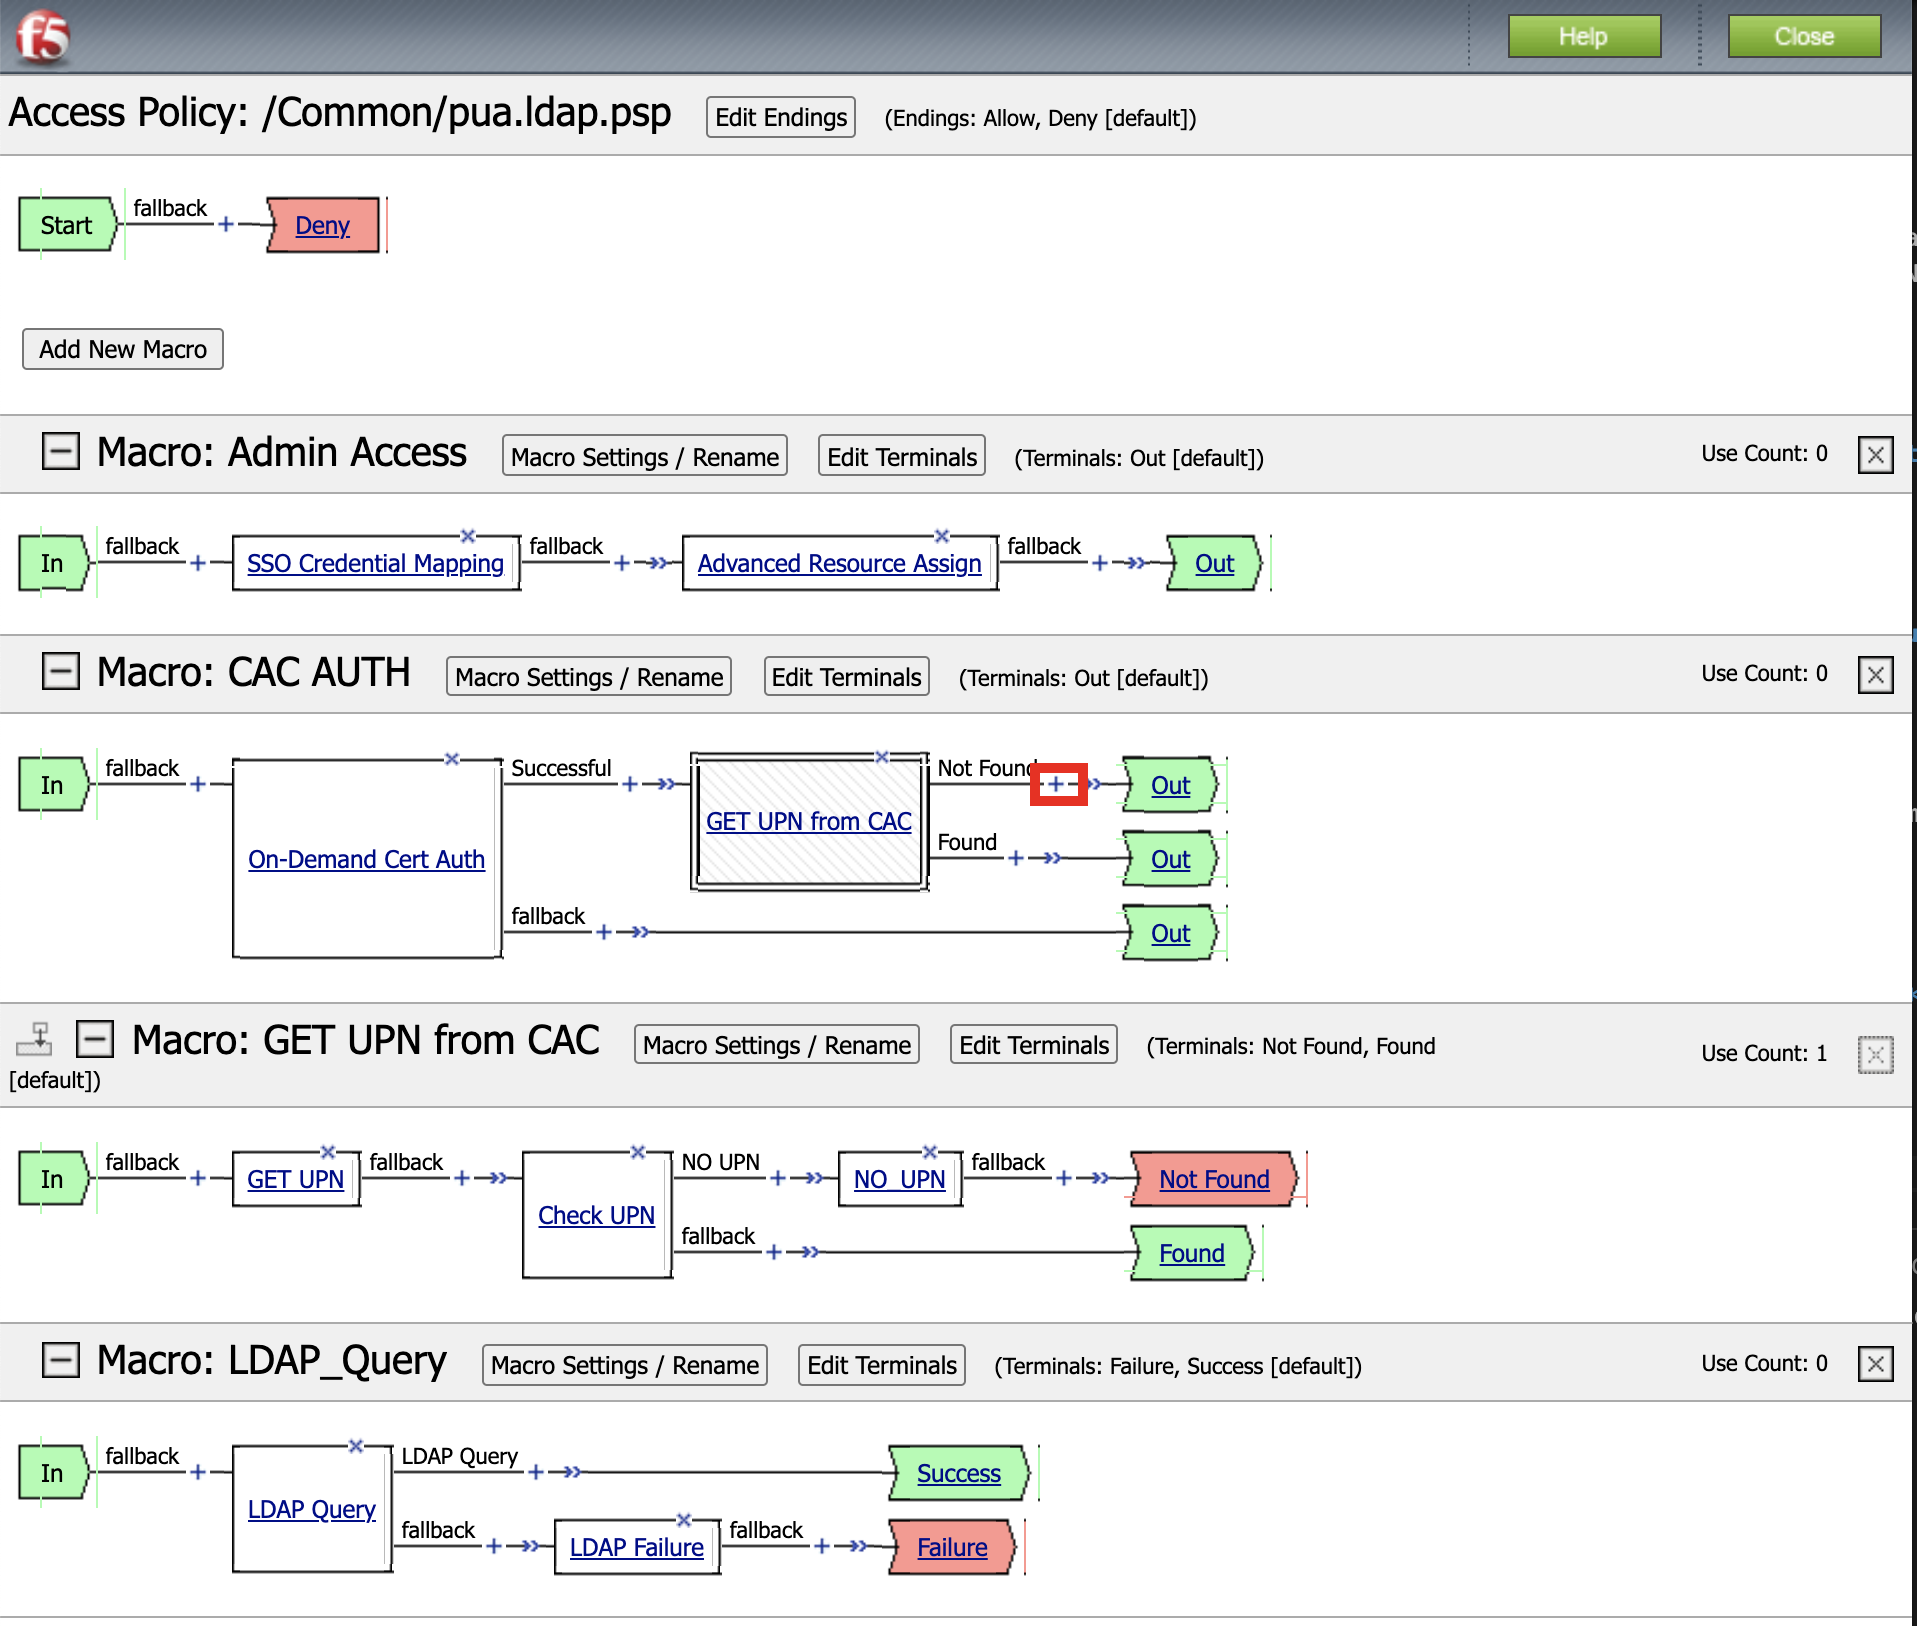 f5 Help Close
Access Policy: /Common/pua.ldap.psp Edit Endings (Endings: Allow, Deny [default])
Start fallback + Deny
Add New Macro
Macro: Admin Access Macro Settings / Rename Edit Terminals (Terminals: Out [default]) Use Count: 0
In fallback + SSO Credential Mapping fallback + Advanced Resource Assign fallback + Out
Macro: CAC AUTH Macro Settings / Rename Edit Terminals (Terminals: Out [default]) Use Count: 0
In fallback + On-Demand Cert Auth Successful + GET UPN from CAC Not Found + Out
Found + Out
fallback + Out
Macro: GET UPN from CAC Macro Settings / Rename Edit Terminals (Terminals: Not Found, Found Use Count: 1
[default])
In fallback + GET UPN fallback + Check UPN NO UPN + NO_UPN fallback + Not Found
fallback + Found
Macro: LDAP_Query Macro Settings / Rename Edit Terminals (Terminals: Failure, Success [default]) Use Count: 0
In fallback + LDAP Query LDAP Query + Success
fallback + LDAP Failure fallback + Failure